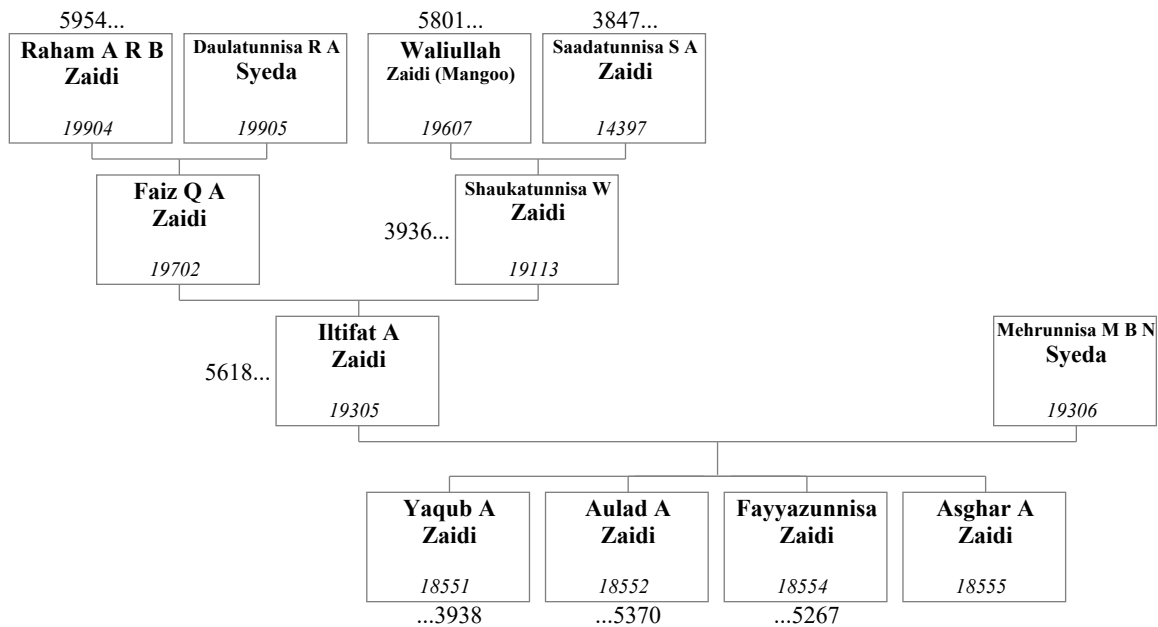 5954...
5801...
3847...
Raham A R B
Zaidi
19904
Daulatunnisa R A
Syeda
19905
Waliullah
Zaidi (Mangoo)
19607
Saadatunnisa S A
Zaidi
14397
Faiz Q A
Zaidi
19702
3936...
Shaukatunnisa W
Zaidi
19113
5618...
Iltifat A
Zaidi
19305
Mehrunnisa M B N
Syeda
19306
Yaqub A
Zaidi
18551
...3938
Aulad A
Zaidi
18552
...5370
Fayyazunnisa
Zaidi
18554
...5267
Asghar A
Zaidi
18555